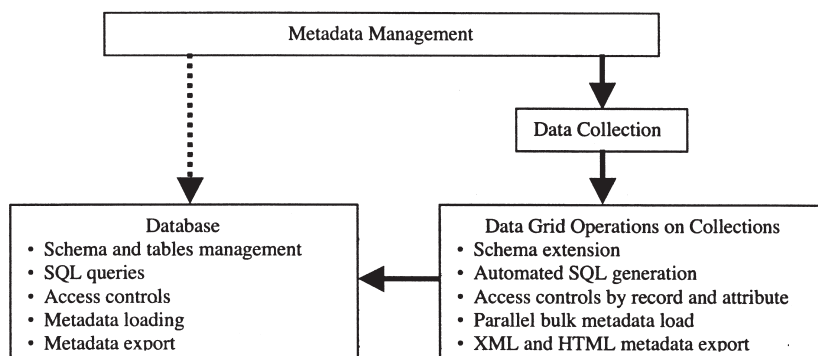 Metadata Management
Data Collection
Database
• Schema and tables management
• SQL queries
• Access controls
• Metadata loading
• Metadata export
Data Grid Operations on Collections
• Schema extension
• Automated SQL generation
• Access controls by record and attribute
• Parallel bulk metadata load
• XML and HTML metadata export